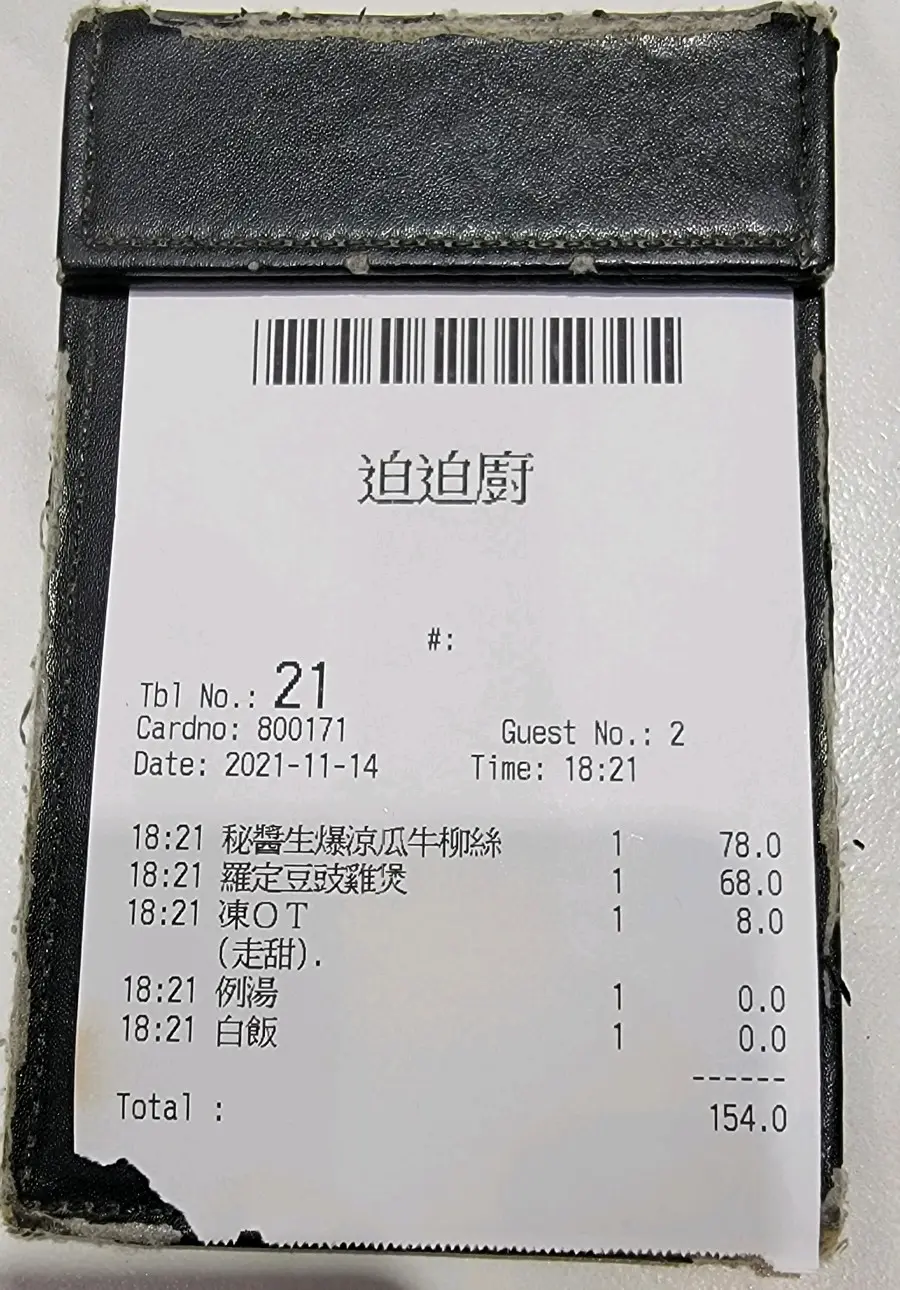 迫迫廚
#:
Tbl No.: 21
Cardno: 800171 Guest No.: 2
Date: 2021-11-14 Time: 18:21
18:21 秘醬生爆涼瓜牛柳絲 1 78.0
18:21 羅定豆豉雞煲 1 68.0
18:21 凍OT 1 8.0
(走甜).
18:21 例湯 1 0.0
18:21 白飯 1 0.0
------
Total : 154.0